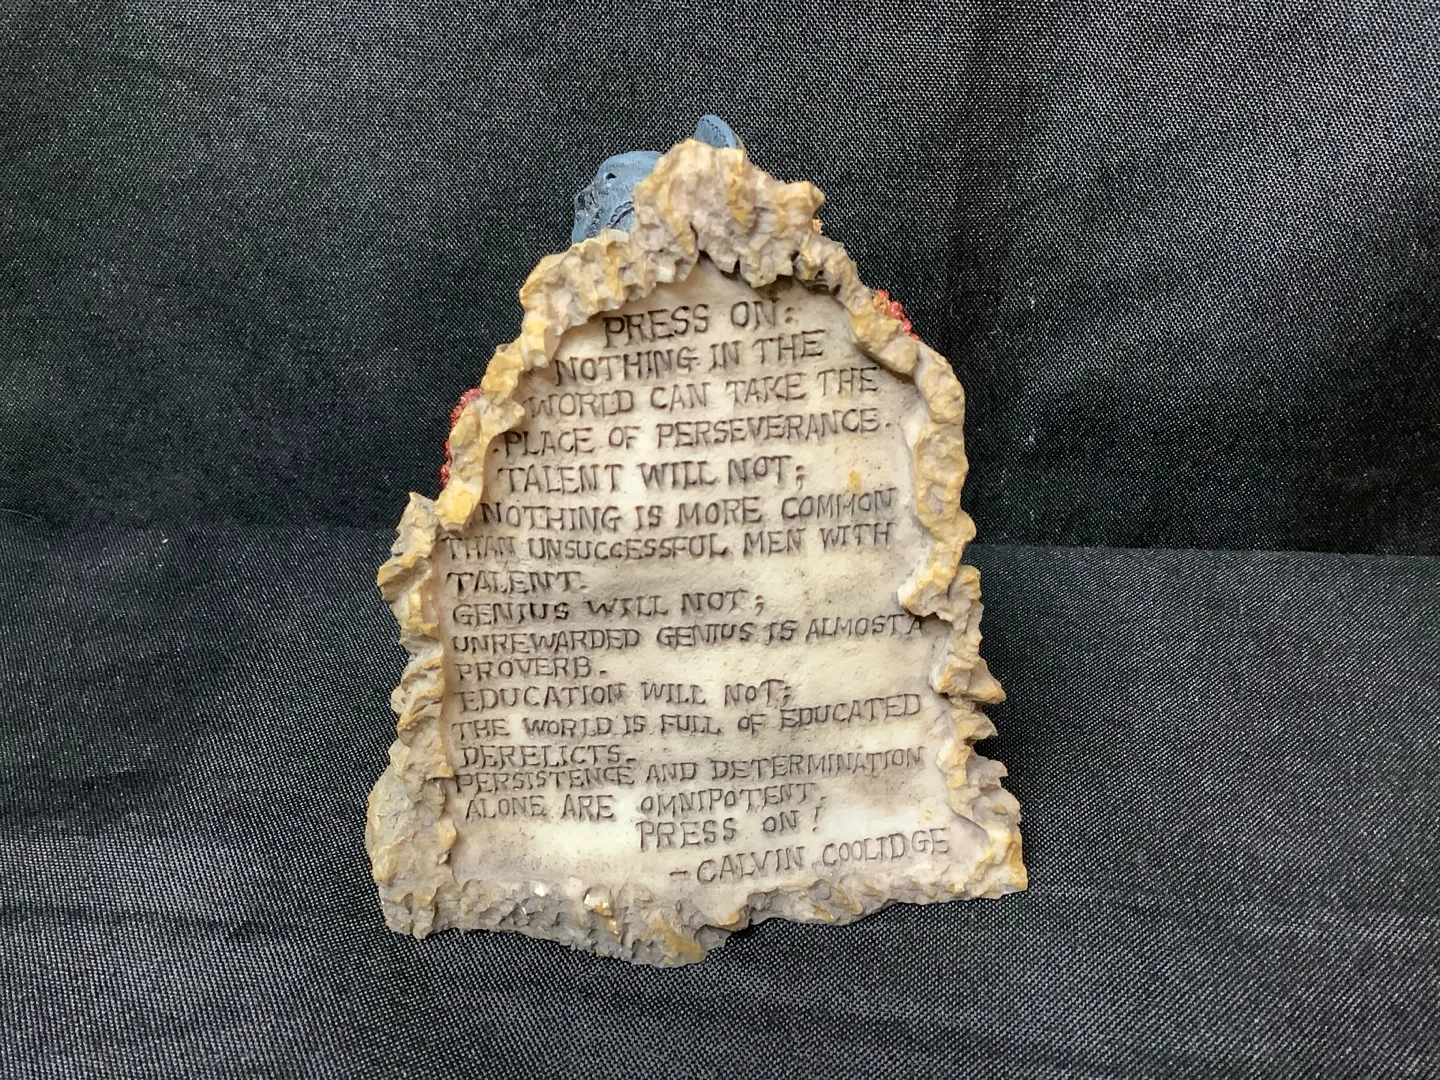 PRESS ON:
NOTHING IN THE
WORLD CAN TAKE THE
PLACE OF PERSEVERANCE.
TALENT WILL NOT;
NOTHING IS MORE COMMON
THAN UNSUCCESSFUL MEN WITH
TALENT.
GENIUS WILL NOT;
UNREWARDED GENIUS IS ALMOST A
PROVERB.
EDUCATION WILL NOT;
THE WORLD IS FULL OF EDUCATED
DERELICTS.
PERSISTENCE AND DETERMINATION
ALONE ARE OMNIPOTENT.
PRESS ON!
-CALVIN COOLIDGE